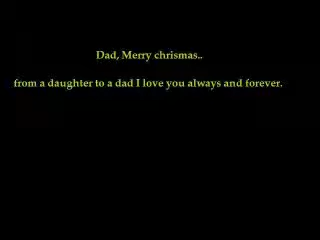 Dad, Merry chrismas..
from a daughter to a dad I love you always and forever.